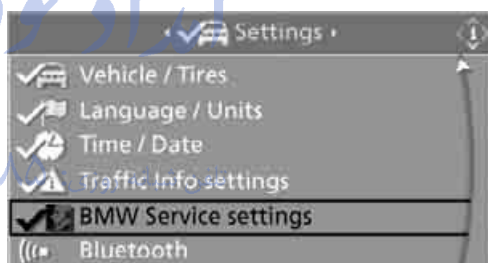 Settings
Vehicle / Tires
Language / Units
Time / Date
Traffic Info settings
BMW Service settings
Bluetooth